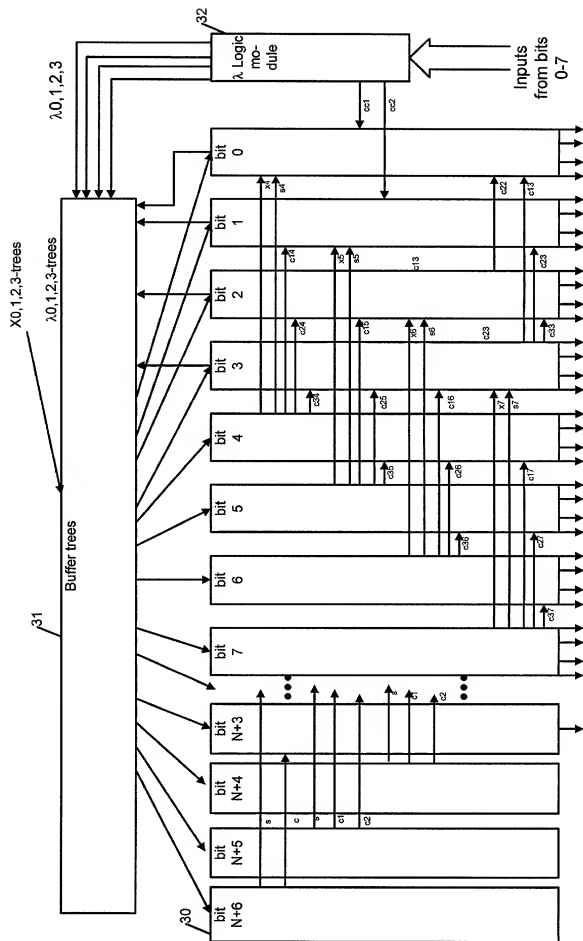 32
λ Logic
mo-
dule
Inputs
from bits
0-7
λ0,1,2,3
cc1
cc2
X0,1,2,3-trees
λ0,1,2,3-trees
Buffer trees
31
30
bit
N+6
bit
N+5
bit
N+4
bit
N+3
bit
7
bit
6
bit
5
bit
4
bit
3
bit
2
bit
1
bit
0
s
c
s
c1
c2
s
c1
c2
x4
s4
c14
c24
c34
x5
s5
c15
c25
c35
x6
s6
c16
c26
c36
x7
s7
c17
c27
c37
c13
c23
c33
c22
c13
c23